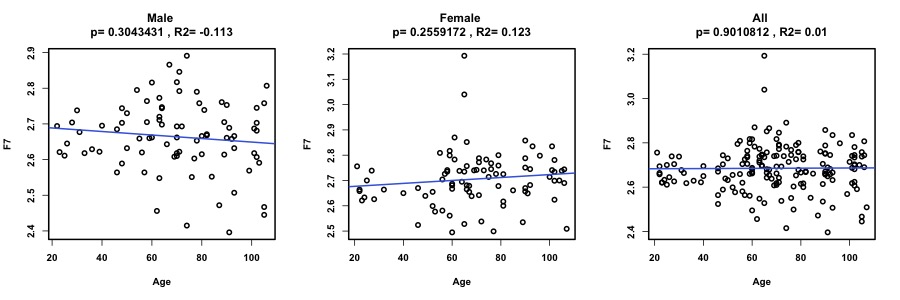 Male
p= 0.3043431 , R2= -0.113
F7
2.4 2.5 2.6 2.7 2.8 2.9
20 40 60 80 100
Age
Female
p= 0.2559172 , R2= 0.123
F7
2.5 2.6 2.7 2.8 2.9 3.0 3.1 3.2
20 40 60 80 100
Age
All
p= 0.9010812 , R2= 0.01
F7
2.4 2.6 2.8 3.0 3.2
20 40 60 80 100
Age